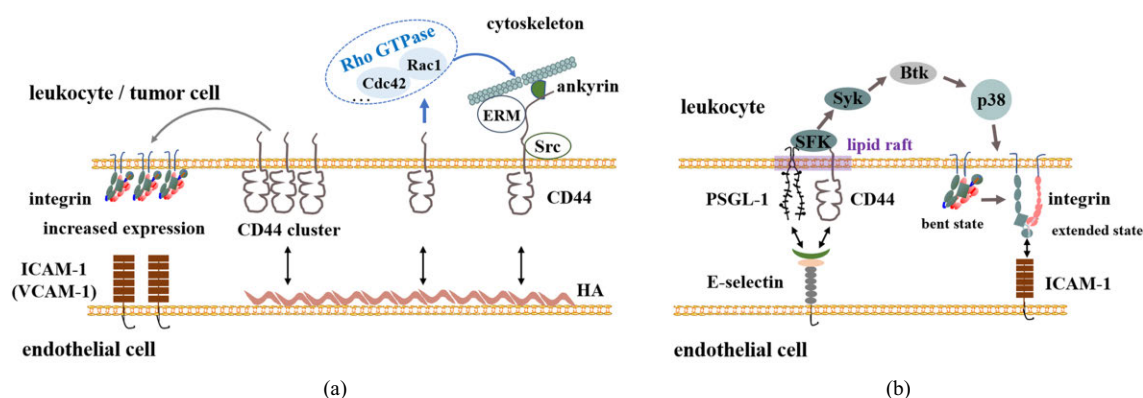 cytoskeleton
Rho GTPase
Rac1
Cdc42
...
ankyrin
leukocyte / tumor cell
ERM
Src
integrin
CD44
increased expression
CD44 cluster
ICAM-1
(VCAM-1)
HA
endothelial cell
(a)
Btk
Syk
p38
leukocyte
SFK
lipid raft
PSGL-1
CD44
integrin
bent state
extended state
E-selectin
ICAM-1
endothelial cell
(b)